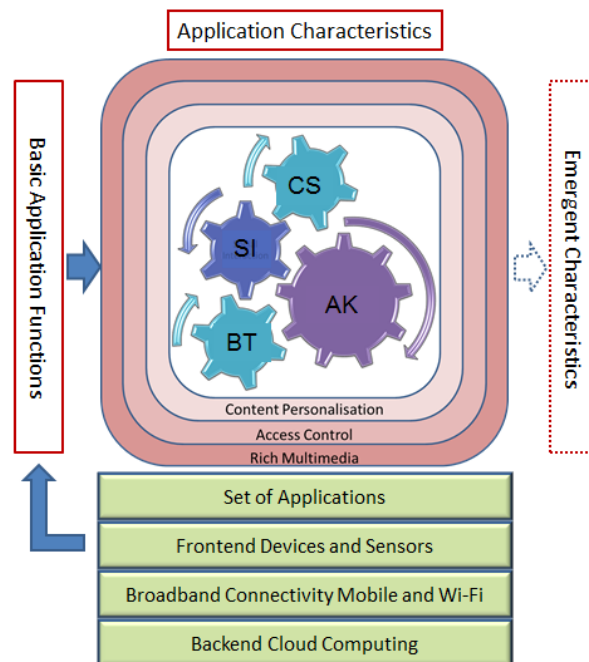 Application Characteristics
Basic Application Functions
CS
SI
AK
BT
Content Personalisation
Access Control
Rich Multimedia
Emergent Characteristics
Set of Applications
Frontend Devices and Sensors
Broadband Connectivity Mobile and Wi-Fi
Backend Cloud Computing